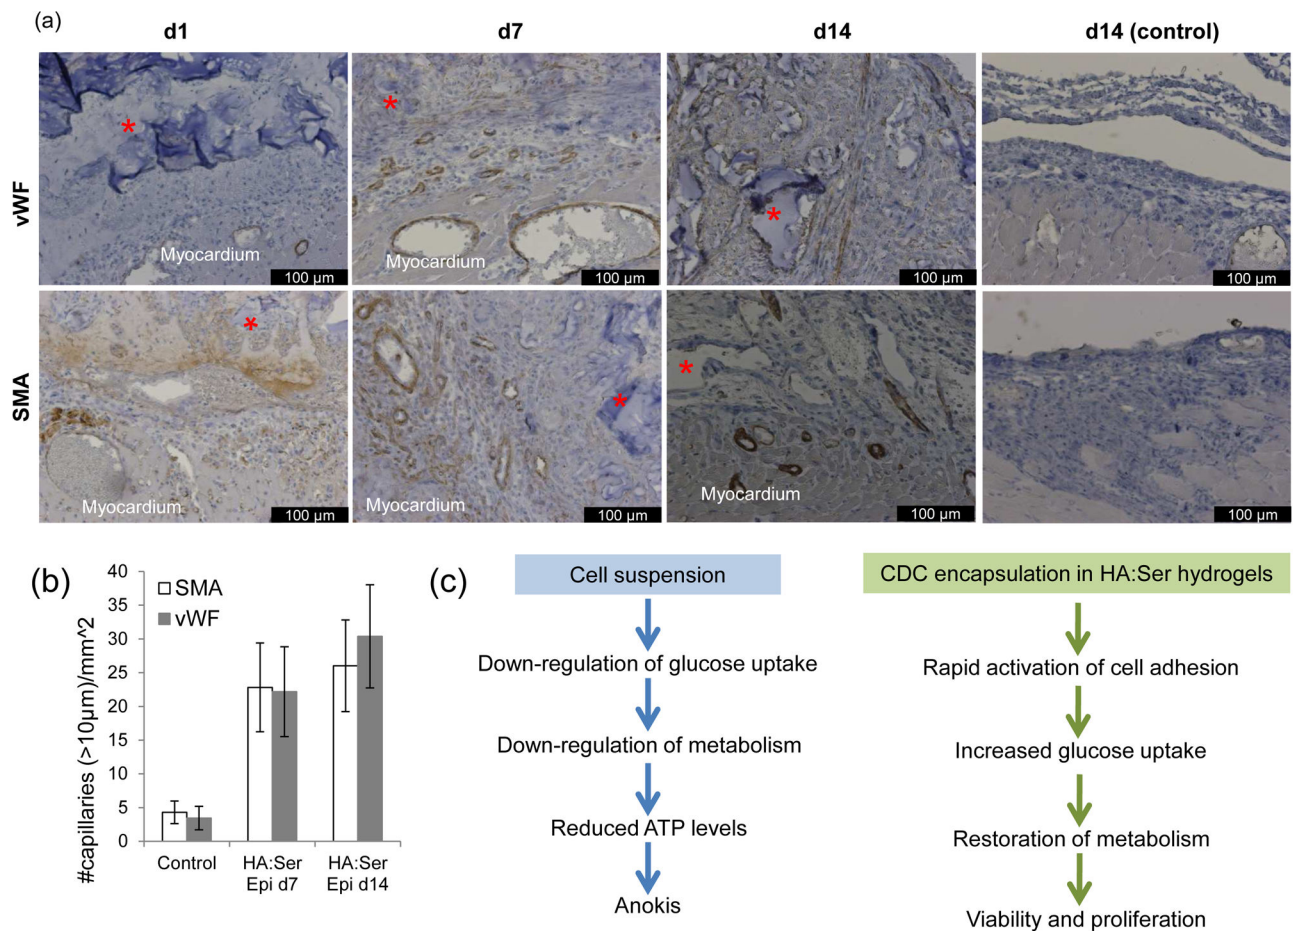 (a)
d1
d7
d14
d14 (control)
vWF
*
Myocardium
100 µm
*
Myocardium
100 µm
*
100 µm
100 µm
SMA
*
Myocardium
100 µm
*
Myocardium
100 µm
*
Myocardium
100 µm
100 µm
(b)
#capillaries (>10µm)/mm^2
40
35
30
25
20
15
10
5
0
SMA
vWF
Control
HA:Ser
Epi d7
HA:Ser
Epi d14
(c)
Cell suspension
Down-regulation of glucose uptake
Down-regulation of metabolism
Reduced ATP levels
Anokis
CDC encapsulation in HA:Ser hydrogels
Rapid activation of cell adhesion
Increased glucose uptake
Restoration of metabolism
Viability and proliferation